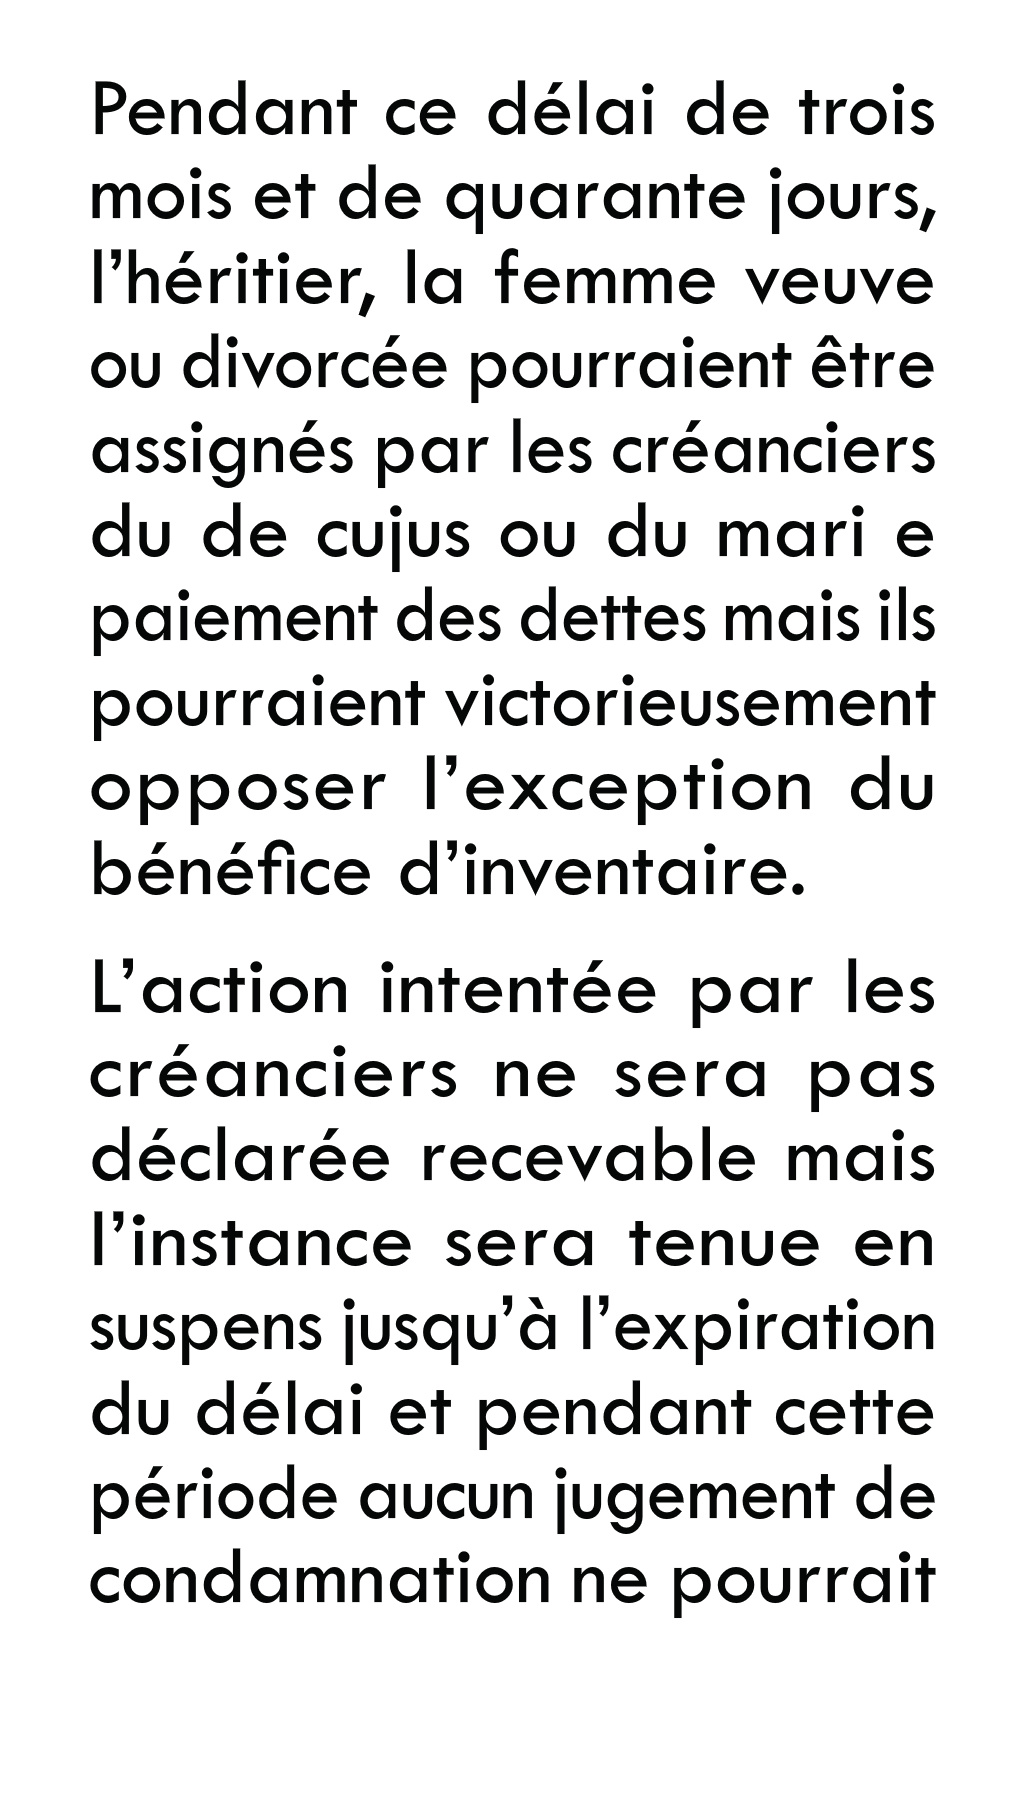 Pendant ce délai de trois
mois et de quarante jours,
l’héritier, la femme veuve
ou divorcée pourraient être
assignés par les créanciers
du de cujus ou du mari e
paiement des dettes mais ils
pourraient victorieusement
opposer l’exception du
bénéfice d’inventaire.
L’action intentée par les
créanciers ne sera pas
déclarée recevable mais
l’instance sera tenue en
suspens jusqu’à l’expiration
du délai et pendant cette
période aucun jugement de
condamnation ne pourrait